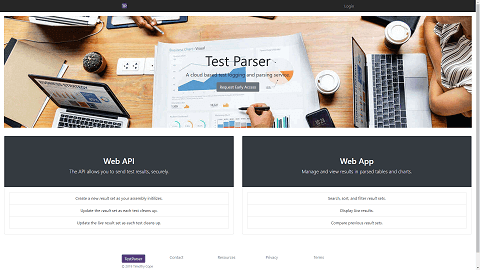 Login
Test Parser
A cloud based test logging and parsing service
Request Early Access
Web API
The API allows you to send test results, securely.
Create a new result set as your assembly initilizes.
Update the result set as each test cleans up.
Update the live result set as each test cleans up.
Web App
Manage and view results in parsed tables and charts.
Search, sort, and filter result sets.
Display live results.
Compare previous result sets.
TestParser
Contact
Resources
Privacy
Terms